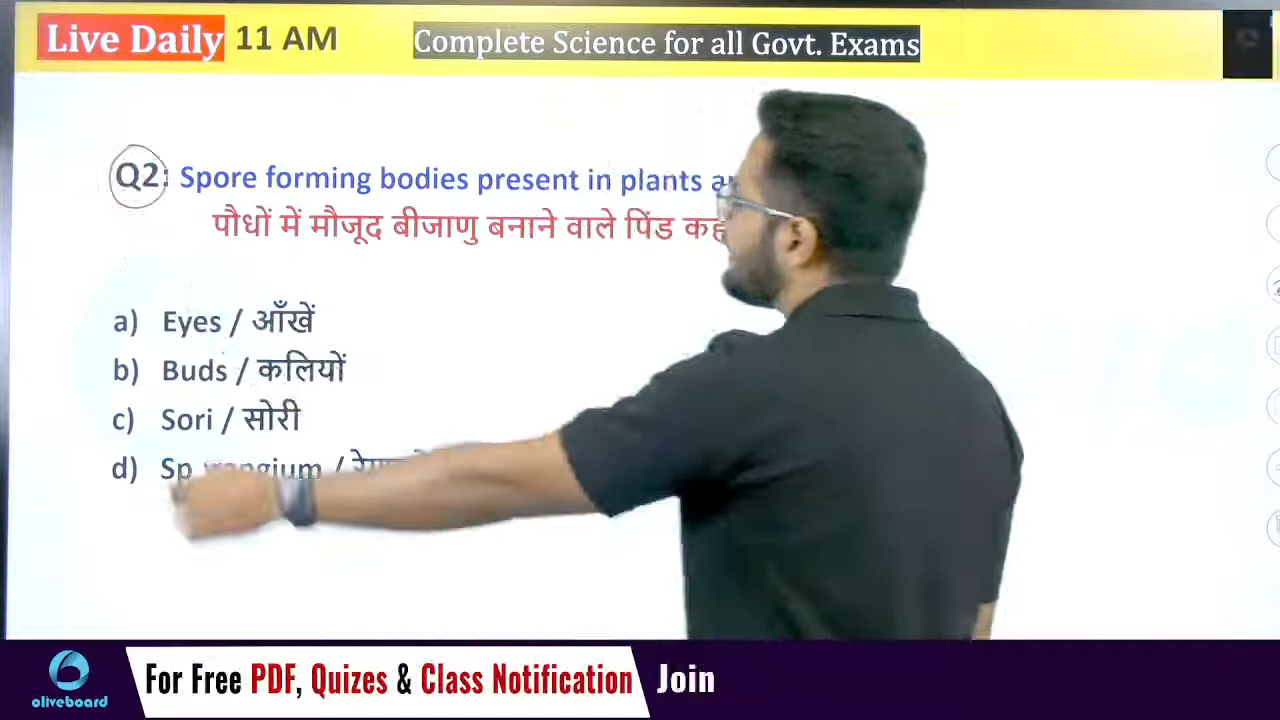 Live Daily 11 AM
Complete Science for all Govt. Exams
Q2: Spore forming bodies present in plants
पौधों में मौजूद बीजाणु बनाने वाले पिंड
a) Eyes / आँखें
b) Buds / कलियों
c) Sori / सोरी
d)
oliveboard
For Free PDF, Quizes & Class Notification
Join